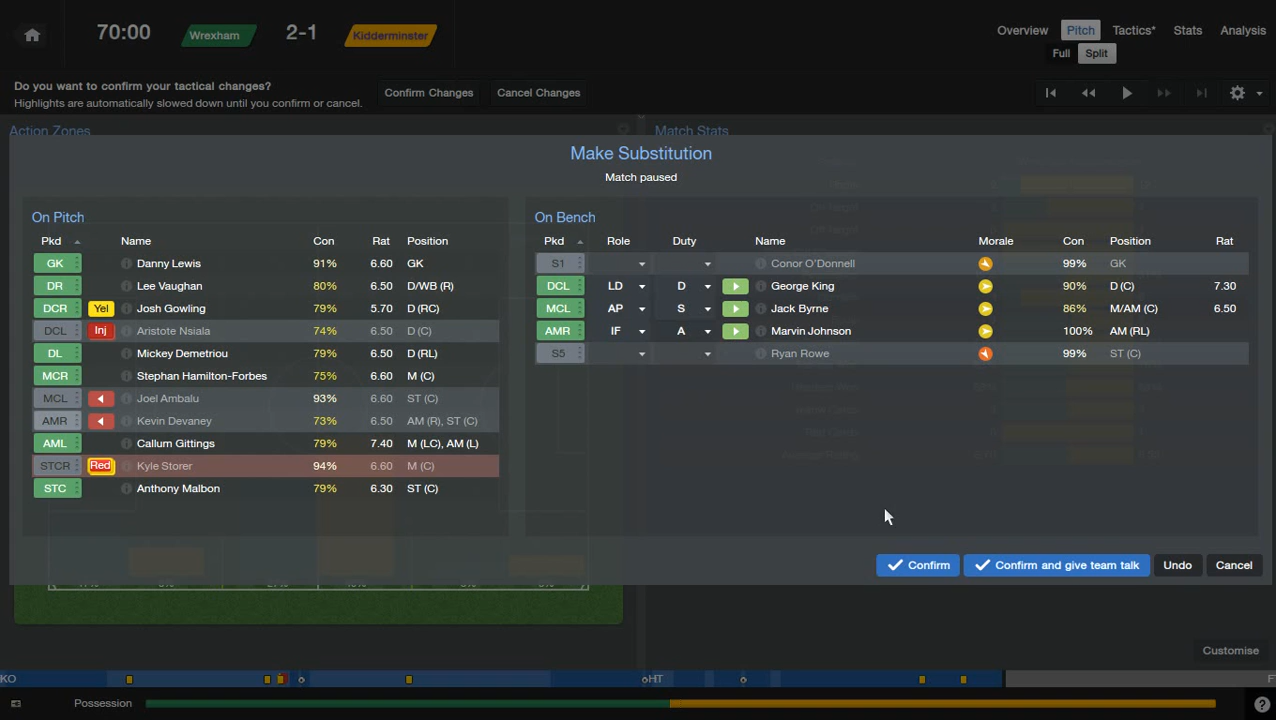 70:00 Wrexham 2-1 Kidderminster Overview Pitch Tactics* Stats Analysis
Full Split
Do you want to confirm your tactical changes?
Highlights are automatically slowed down until you confirm or cancel.
Confirm Changes Cancel Changes
Action Zones Match Stats
Make Substitution
Match paused
On Pitch On Bench
Pkd Name Con Rat Position Pkd Role Duty Name Morale Con Position Rat
GK Danny Lewis 91% 6.60 GK S1 Conor O'Donnell 99% GK
DR Lee Vaughan 80% 6.50 D/WB (R) DCL LD D George King 90% D (C) 7.30
DCR Yel Josh Gowling 79% 5.70 D (RC) MCL AP S Jack Byrne 86% M/AM (C) 6.50
DCL Inj Aristote Nsiala 74% 6.50 D (C) AMR IF A Marvin Johnson 100% AM (RL)
DL Mickey Demetriou 79% 6.50 D (RL) S5 Ryan Rowe 99% ST (C)
MCR Stephan Hamilton-Forbes 75% 6.60 M (C)
MCL Joel Ambalu 93% 6.60 ST (C)
AMR Kevin Devaney 73% 6.50 AM (R), ST (C)
AML Callum Gittings 79% 7.40 M (LC), AM (L)
STCR Red Kyle Storer 94% 6.60 M (C)
STC Anthony Malbon 79% 6.30 ST (C)
Confirm Confirm and give team talk Undo Cancel
Customise
KO HT F
Possession ?